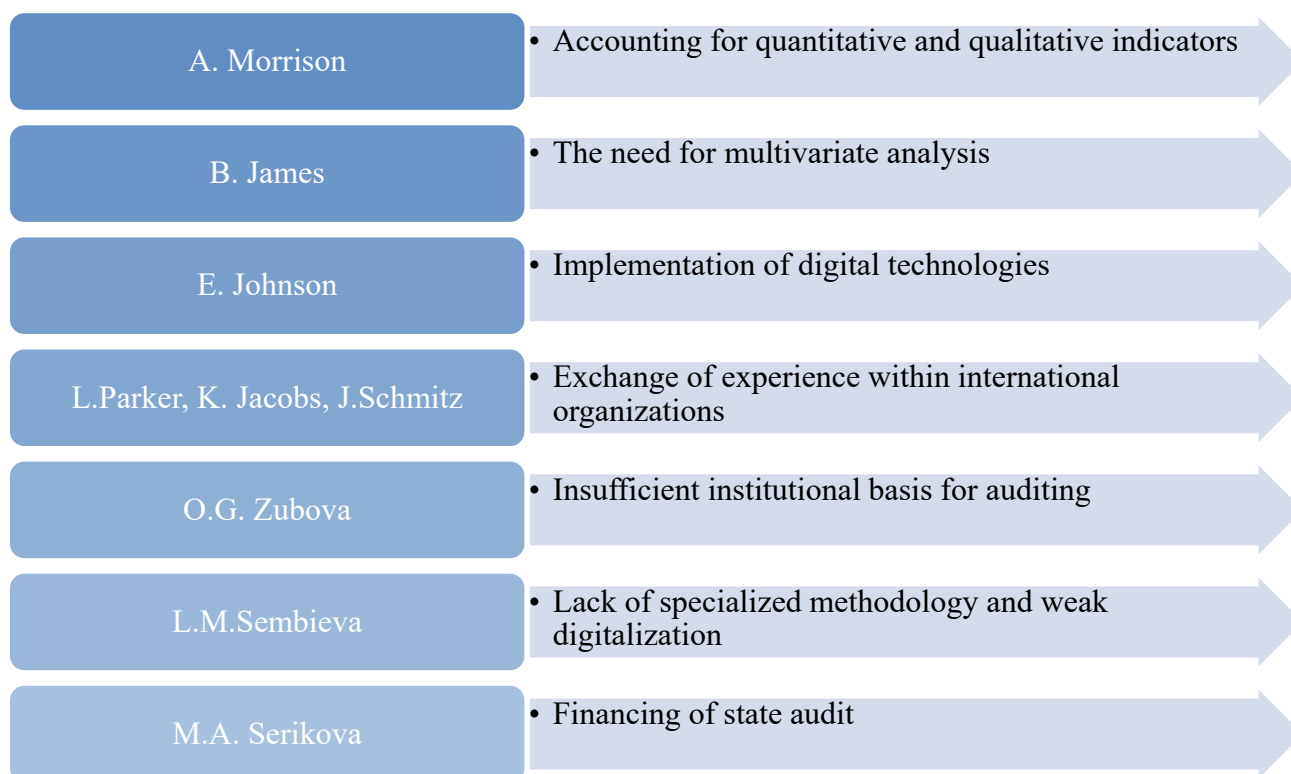 A. Morrison
• Accounting for quantitative and qualitative indicators
B. James
• The need for multivariate analysis
E. Johnson
• Implementation of digital technologies
L.Parker, K. Jacobs, J.Schmitz
• Exchange of experience within international
organizations
O.G. Zubova
• Insufficient institutional basis for auditing
L.M.Sembieva
• Lack of specialized methodology and weak
digitalization
M.A. Serikova
• Financing of state audit